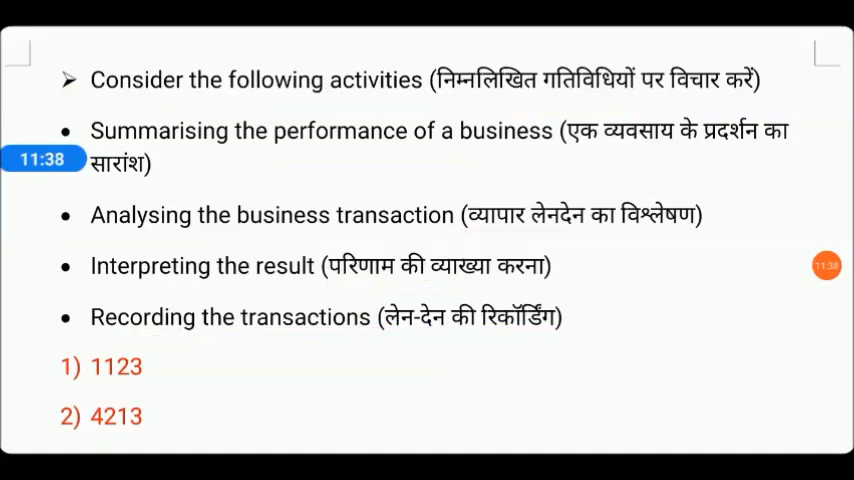 ➢ Consider the following activities (निम्नलिखित गतिविधियों पर विचार करें)
• Summarising the performance of a business (एक व्यवसाय के प्रदर्शन का
11:38
सारांश)
• Analysing the business transaction (व्यापार लेनदेन का विश्लेषण)
• Interpreting the result (परिणाम की व्याख्या करना)
11:38
• Recording the transactions (लेन-देन की रिकॉर्डिंग)
1) 1123
2) 4213